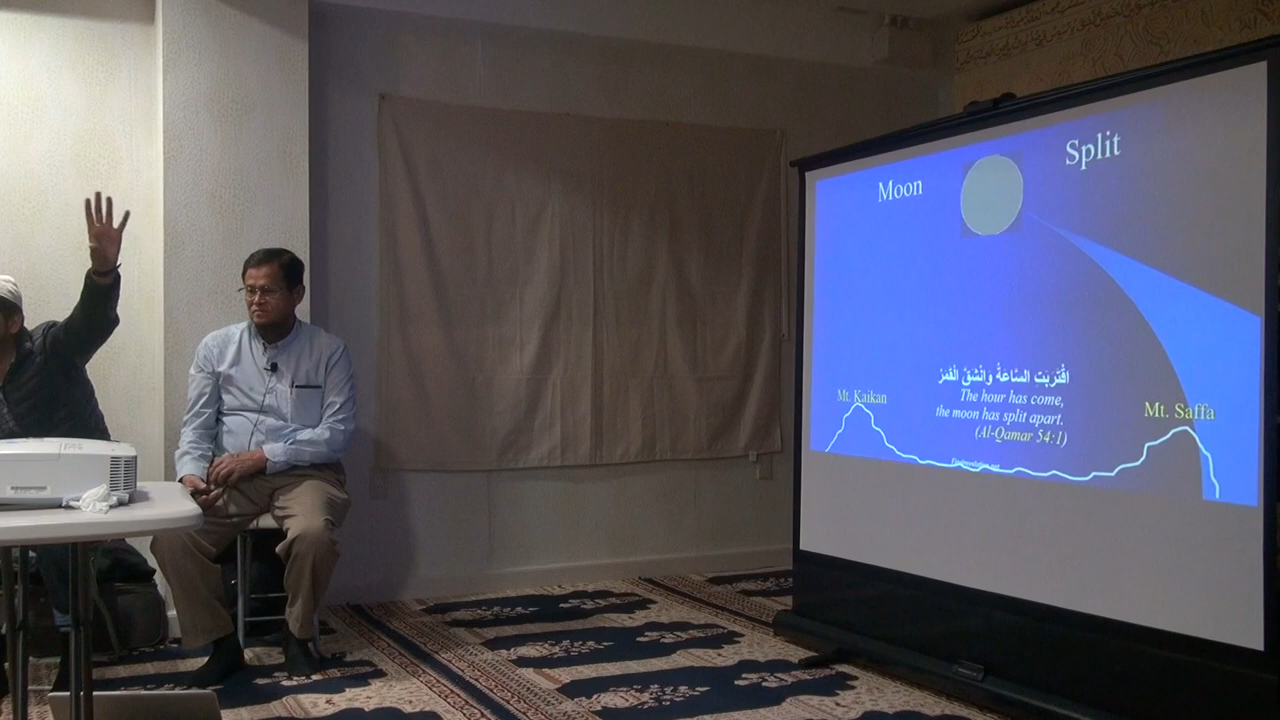 Moon
Split
اقْتَرَبَتِ السَّاعَةُ وَانْشَقَّ الْقَمَرُ
Mt. Kaikan
The hour has come,
the moon has split apart.
(Al-Qamar 54:1)
Mt. Saffa